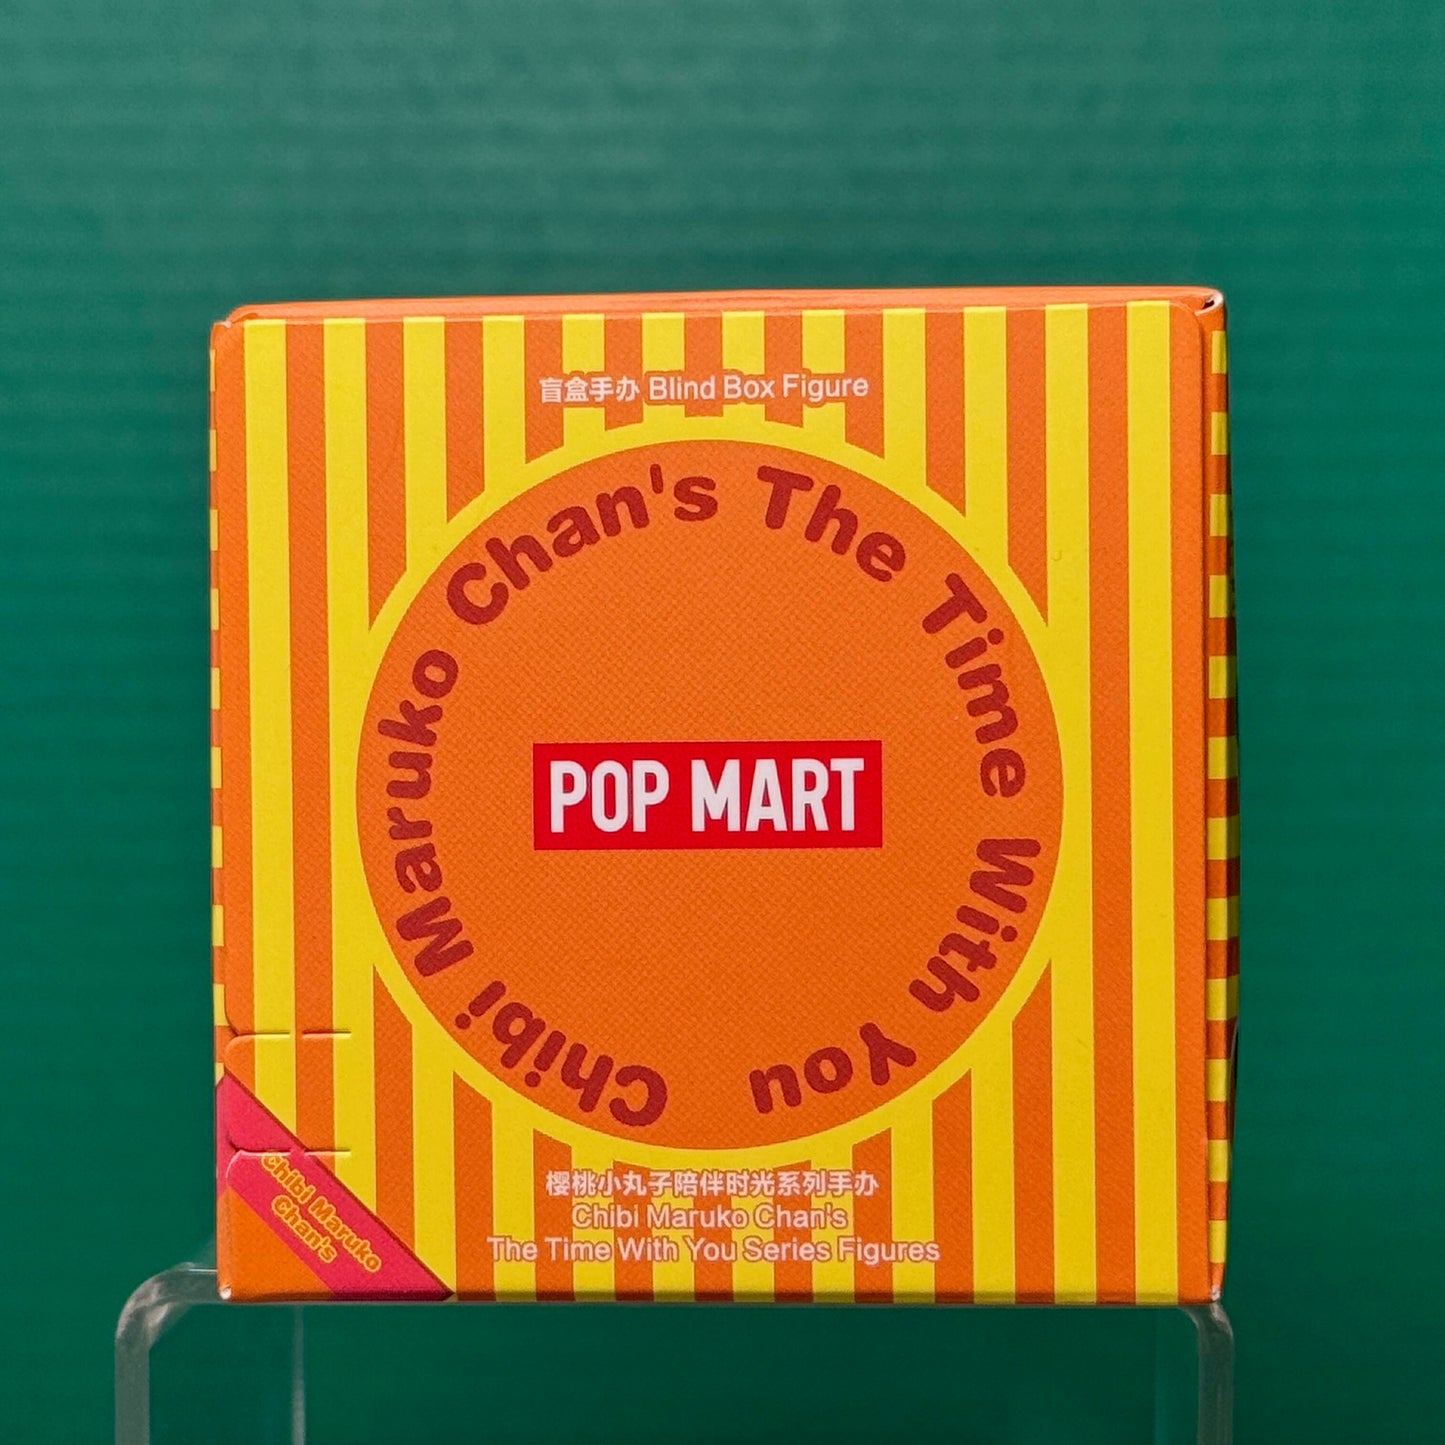 盲盒手办 Blind Box Figure
Chibi Maruko Chan's The Time With You
POP MART
樱桃小丸子陪伴时光系列手办
Chibi Maruko Chan's
The Time With You Series Figures
Chibi Maruko
Chan's